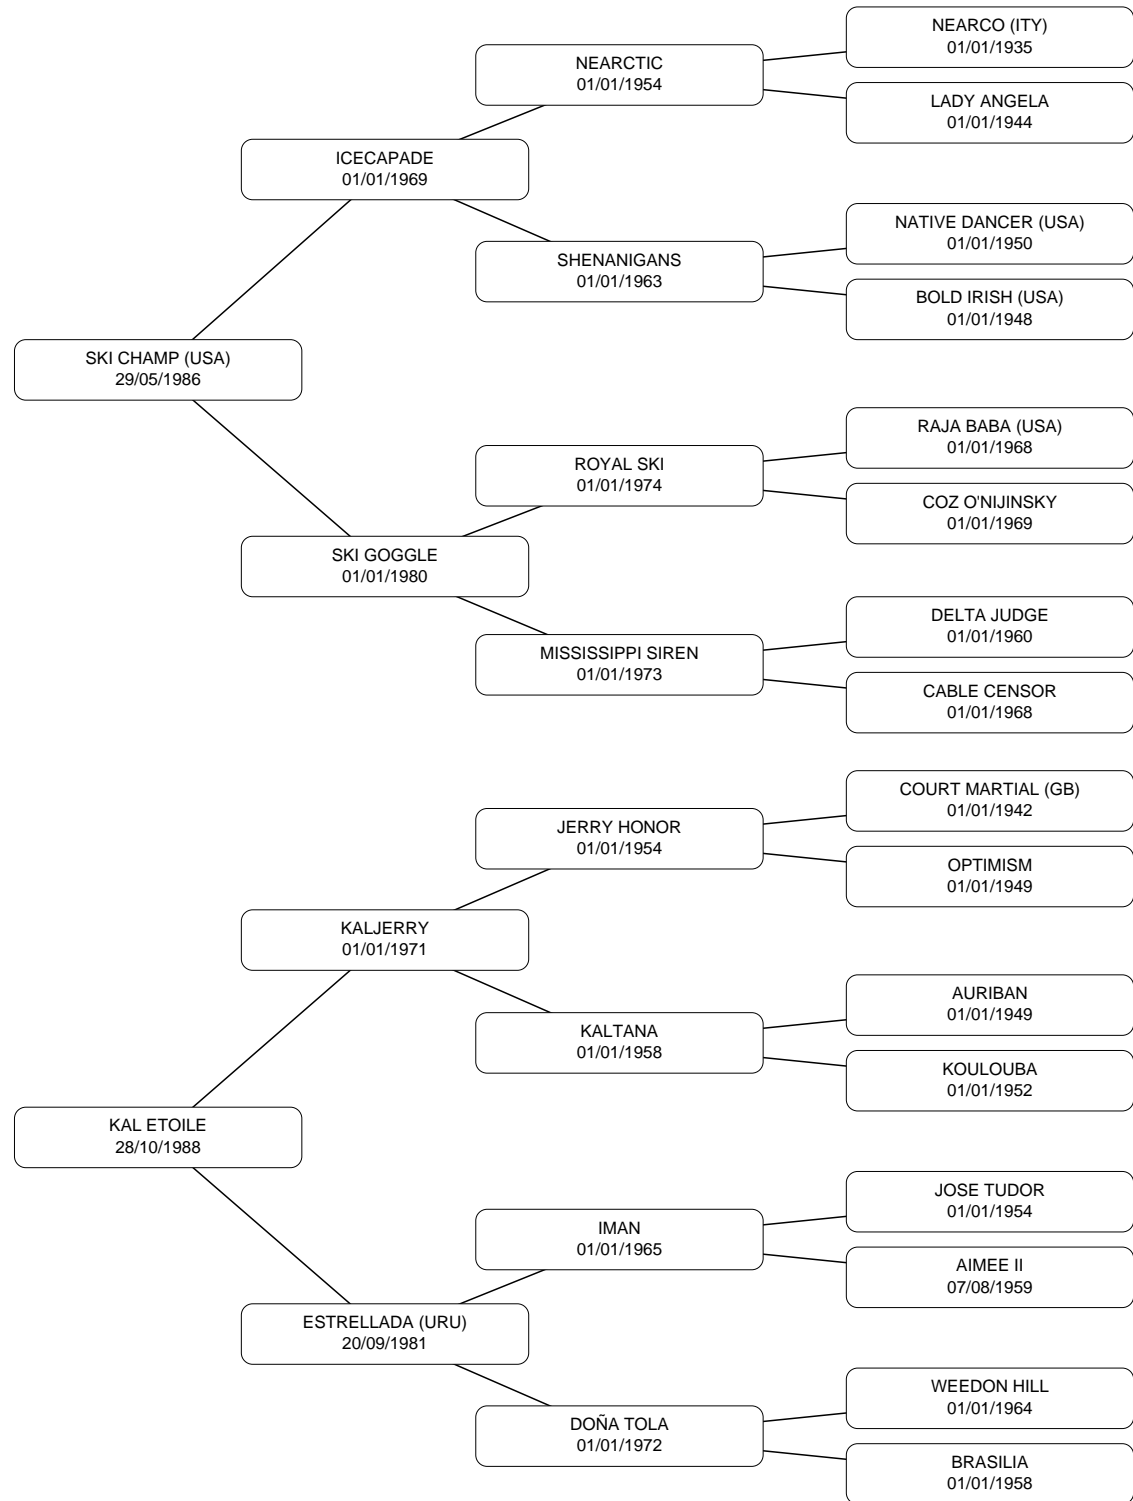 NEARCO (ITY)
01/01/1935
NEARCTIC
01/01/1954
LADY ANGELA
01/01/1944
ICECAPADE
01/01/1969
NATIVE DANCER (USA)
01/01/1950
SHENANIGANS
01/01/1963
BOLD IRISH (USA)
01/01/1948
SKI CHAMP (USA)
29/05/1986
RAJA BABA (USA)
01/01/1968
ROYAL SKI
01/01/1974
COZ O'NIJINSKY
01/01/1969
SKI GOGGLE
01/01/1980
DELTA JUDGE
01/01/1960
MISSISSIPPI SIREN
01/01/1973
CABLE CENSOR
01/01/1968
COURT MARTIAL (GB)
01/01/1942
JERRY HONOR
01/01/1954
OPTIMISM
01/01/1949
KALJERRY
01/01/1971
AURIBAN
01/01/1949
KALTANA
01/01/1958
KOULOUBA
01/01/1952
KAL ETOILE
28/10/1988
JOSE TUDOR
01/01/1954
IMAN
01/01/1965
AIMEE II
07/08/1959
ESTRELLADA (URU)
20/09/1981
WEEDON HILL
01/01/1964
DOÑA TOLA
01/01/1972
BRASILIA
01/01/1958